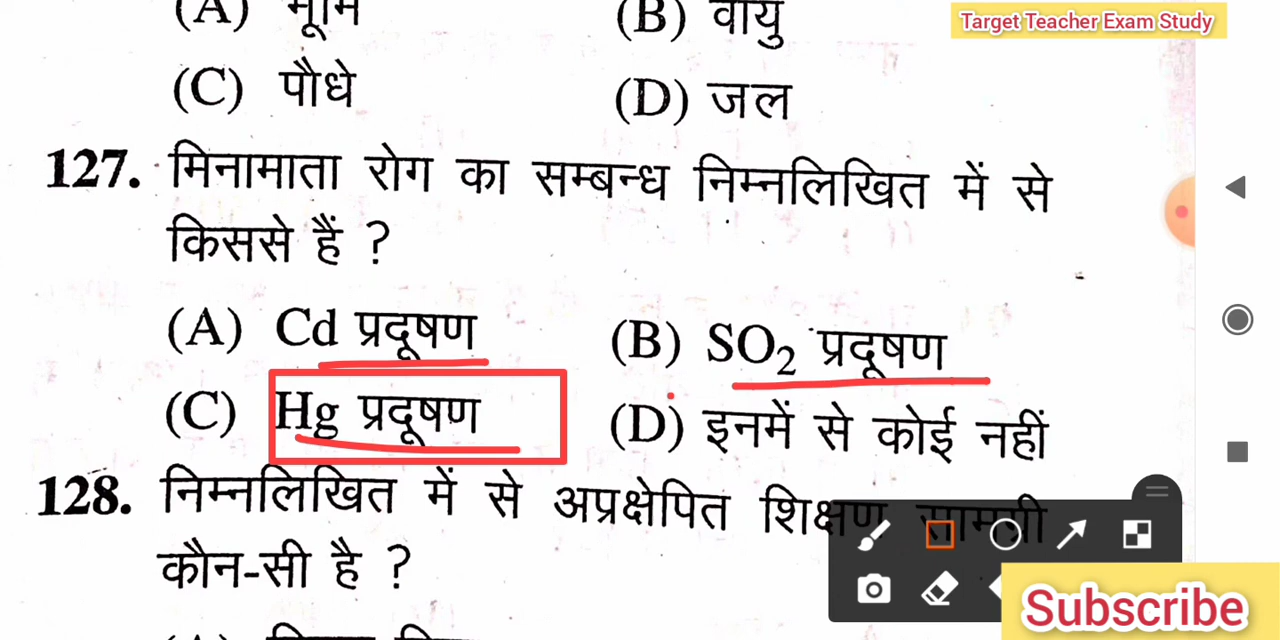 (A) भूमि (B) वायु
Target Teacher Exam Study
(C) पौधे (D) जल
127. मिनामाता रोग का सम्बन्ध निम्नलिखित में से
किससे हैं ?
(A) Cd प्रदूषण (B) SO₂ प्रदूषण
(C) Hg प्रदूषण (D) इनमें से कोई नहीं
128. निम्नलिखित में से अप्रक्षेपित शिक्षण सामग्री
कौन-सी है ?
Subscribe